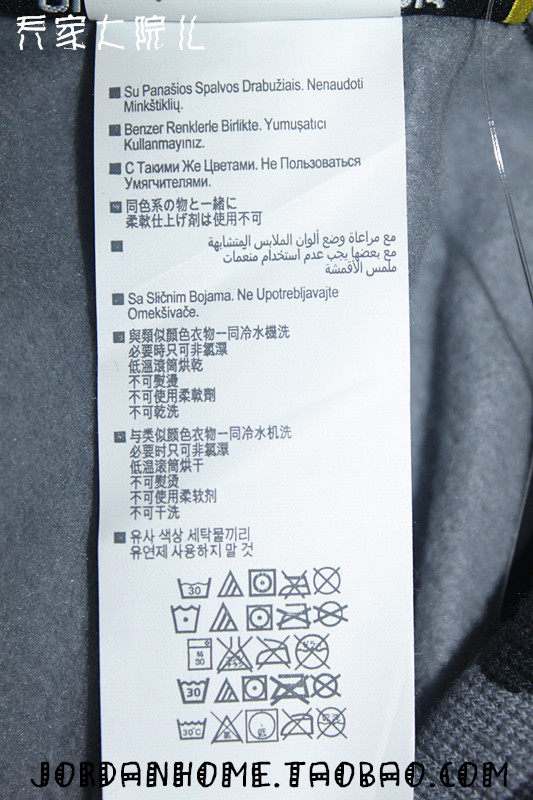 乔家大院儿
Su Panašios Spalvos Drabužiais. Nenaudoti
Minkštiklių.
Benzer Renklerle Birlikte. Yumuşatıcı
Kullanmayınız.
С Такими Же Цветами. Не Пользоваться
Умягчителями.
同色系の物と一緒に
柔軟仕上げ剤は使用不可
مع مراعاة وضع ألوان الملابس المتشابهة
مع بعضها يجب عدم استخدام منعمات
ملمس الأقمشة
Sa Sličnim Bojama. Ne Upotrebljavajte
Omekšivače.
與類似顏色衣物一同冷水機洗
必要時只可非氯漂
低溫滾筒烘乾
不可熨燙
不可使用柔軟劑
不可乾洗
与类似颜色衣物一同冷水机洗
必要时只可非氯漂
低温滚筒烘干
不可熨烫
不可使用柔软剂
不可干洗
유사 색상 세탁물끼리
유연제 사용하지 말 것
30
30
30
30°C 低
JORDANHOME.TAOBAO.COM